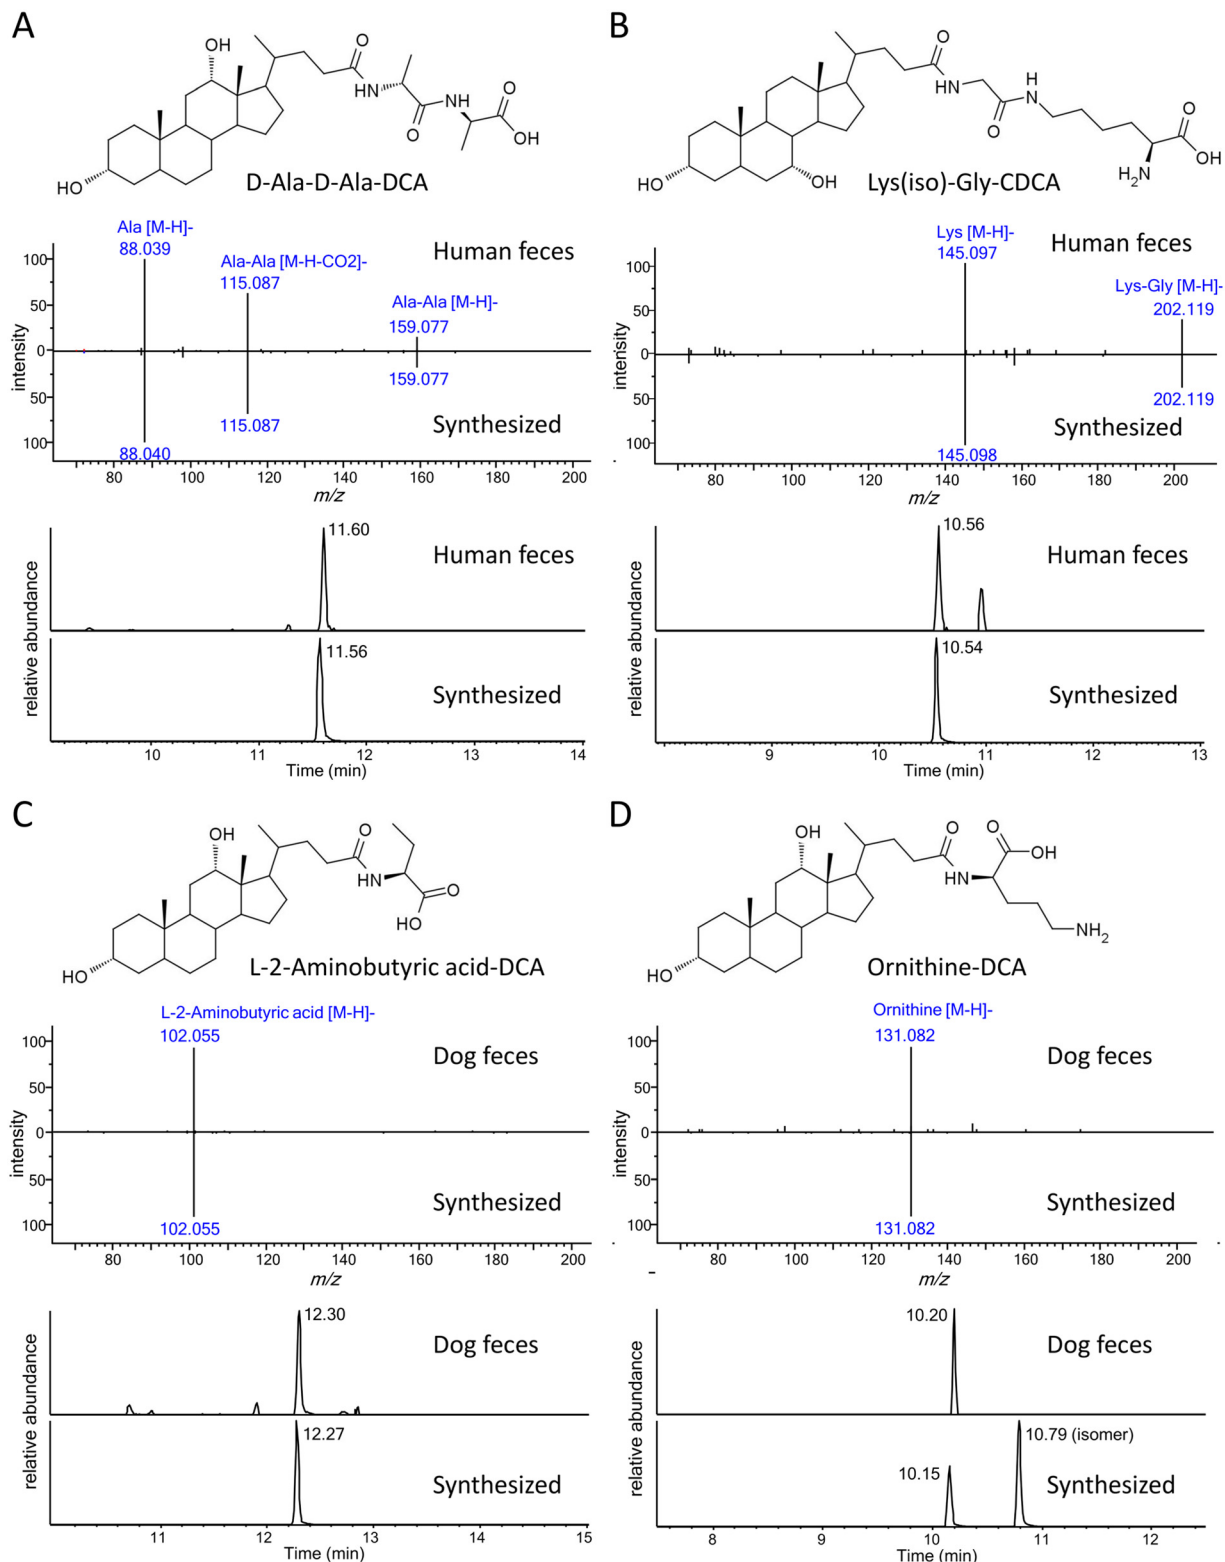 A
OH
O
HN
O
NH
O
OH
HO
D-Ala-D-Ala-DCA
Ala [M-H]-
88.039
Human feces
Ala-Ala [M-H-CO2]-
115.087
Ala-Ala [M-H]-
159.077
100
50
0
50
100
intensity
159.077
115.087
88.040
Synthesized
80 100 120 140 160 180 200
m/z
11.60
Human feces
11.56
Synthesized
relative abundance
10 11 12 13 14
Time (min)
B
O
HN
O
H
N
O
OH
H2N
HO
OH
Lys(iso)-Gly-CDCA
Lys [M-H]-
145.097
Human feces
Lys-Gly [M-H]-
202.119
100
50
0
50
100
intensity
202.119
145.098
Synthesized
80 100 120 140 160 180 200
m/z
10.56
Human feces
10.54
Synthesized
relative abundance
9 10 11 12 13
Time (min)
C
OH
O
HN
O
HO
HO
L-2-Aminobutyric acid-DCA
L-2-Aminobutyric acid [M-H]-
102.055
Dog feces
100
50
0
50
100
intensity
102.055
Synthesized
80 100 120 140 160 180 200
m/z
12.30
Dog feces
12.27
Synthesized
relative abundance
11 12 13 14 15
Time (min)
D
OH
O
HN
O
OH
NH2
HO
Ornithine-DCA
Ornithine [M-H]-
131.082
Dog feces
100
50
0
50
100
intensity
131.082
Synthesized
80 100 120 140 160 180 200
m/z
10.20
Dog feces
10.79 (isomer)
10.15
Synthesized
relative abundance
8 9 10 11 12
Time (min)